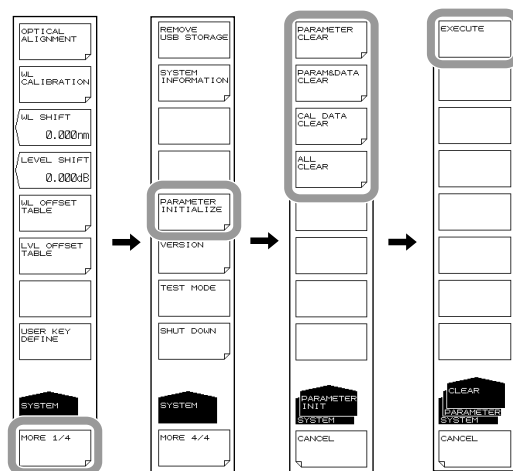 OPTICAL
ALIGNMENT
WL
CALIBRATION
WL SHIFT
0.000nm
LEVEL SHIFT
0.000dB
WL OFFSET
TABLE
LVL OFFSET
TABLE
USER KEY
DEFINE
SYSTEM
MORE 1/4
REMOVE
USB STORAGE
SYSTEM
INFORMATION
PARAMETER
INITIALIZE
VERSION
TEST MODE
SHUT DOWN
SYSTEM
MORE 4/4
PARAMETER
CLEAR
PARAM&DATA
CLEAR
CAL DATA
CLEAR
ALL
CLEAR
PARAMETER
INIT
SYSTEM
CANCEL
EXECUTE
CLEAR
PARAMETER
SYSTEM
CANCEL